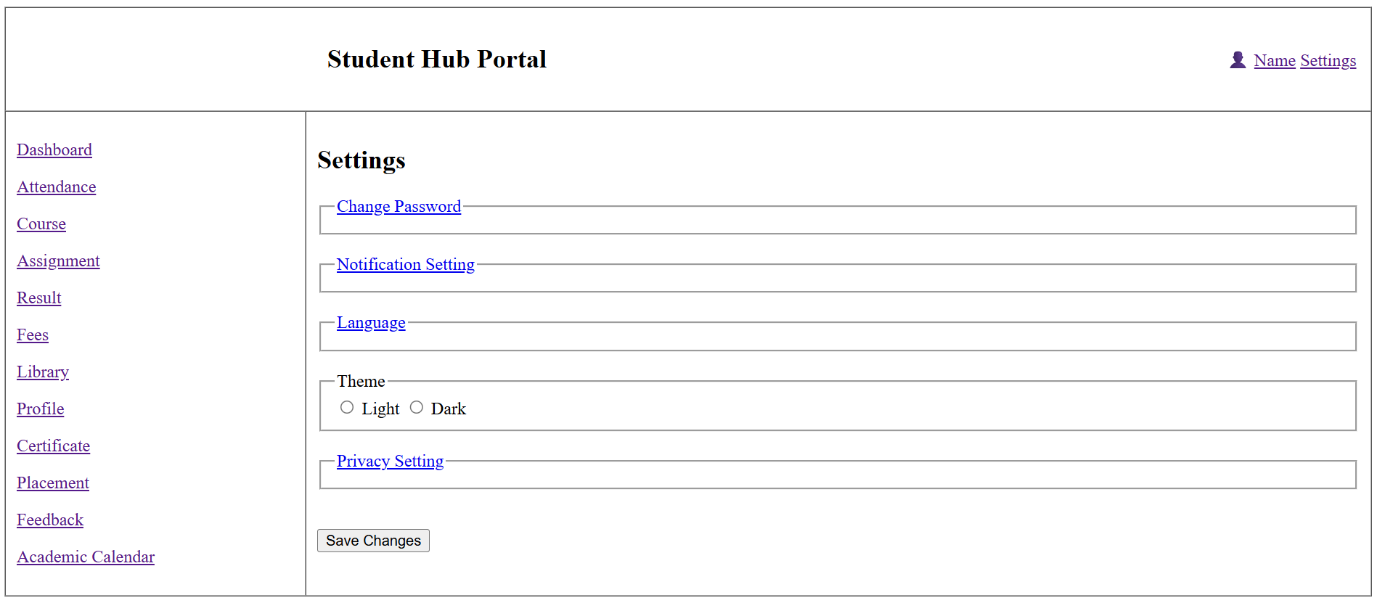 Student Hub Portal
Name Settings
Dashboard
Attendance
Course
Assignment
Result
Fees
Library
Profile
Certificate
Placement
Feedback
Academic Calendar
Settings
Change Password
Notification Setting
Language
Theme
Light Dark
Privacy Setting
Save Changes